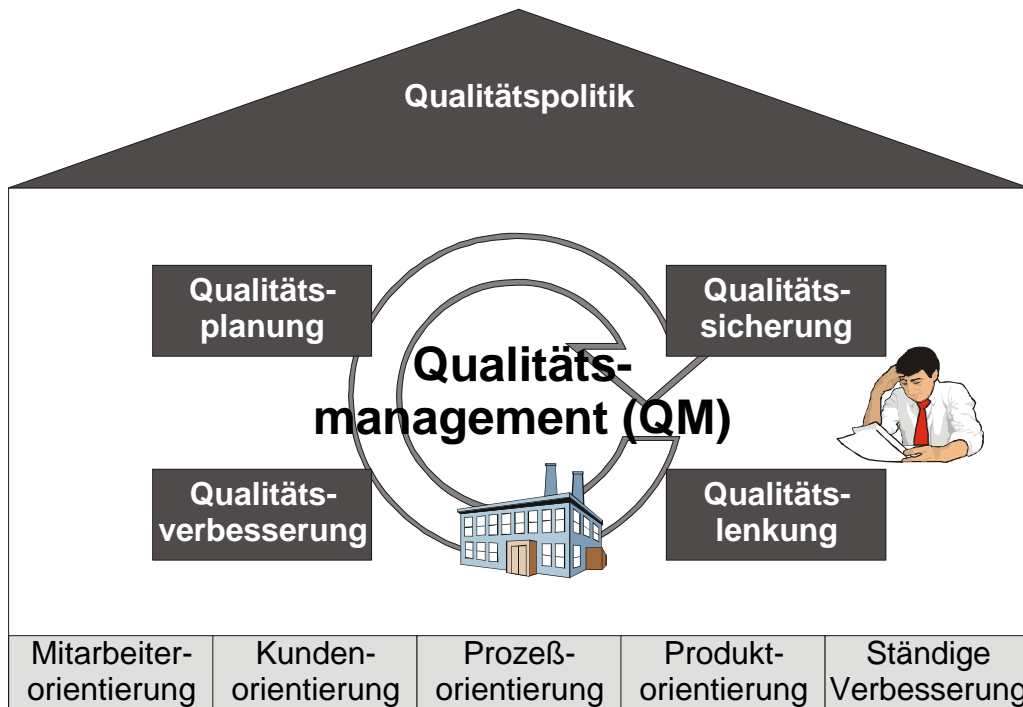 Qualitätspolitik
Qualitäts-
planung
Qualitäts-
sicherung
Qualitäts-
management (QM)
Qualitäts-
verbesserung
Qualitäts-
lenkung
Mitarbeiter-
orientierung
Kunden-
orientierung
Prozeß-
orientierung
Produkt-
orientierung
Ständige
Verbesserung